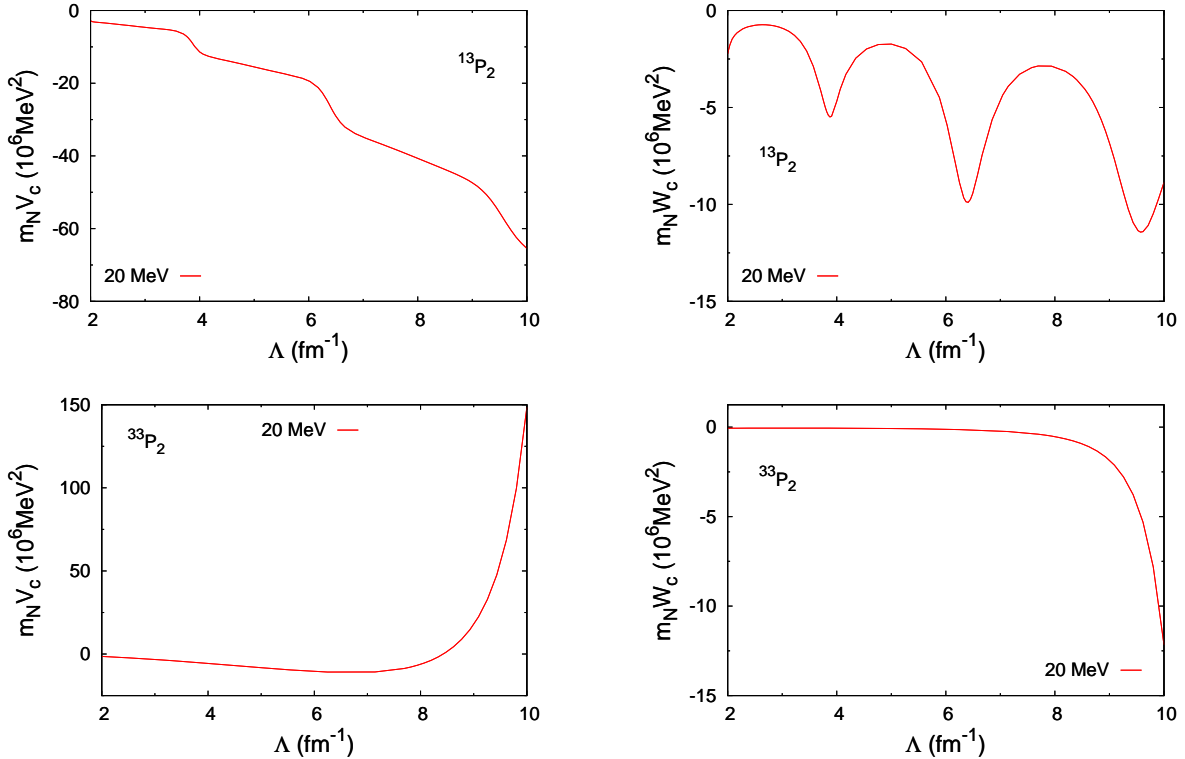 0
-20
-40
-60
-80
2 4 6 8 10
m_N V_c (10^6 MeV^2)
Λ (fm^-1)
^13P_2
20 MeV
0
-5
-10
-15
2 4 6 8 10
m_N W_c (10^6 MeV^2)
Λ (fm^-1)
^13P_2
20 MeV
150
100
50
0
2 4 6 8 10
m_N V_c (10^6 MeV^2)
Λ (fm^-1)
^33P_2
20 MeV
0
-5
-10
-15
2 4 6 8 10
m_N W_c (10^6 MeV^2)
Λ (fm^-1)
^33P_2
20 MeV